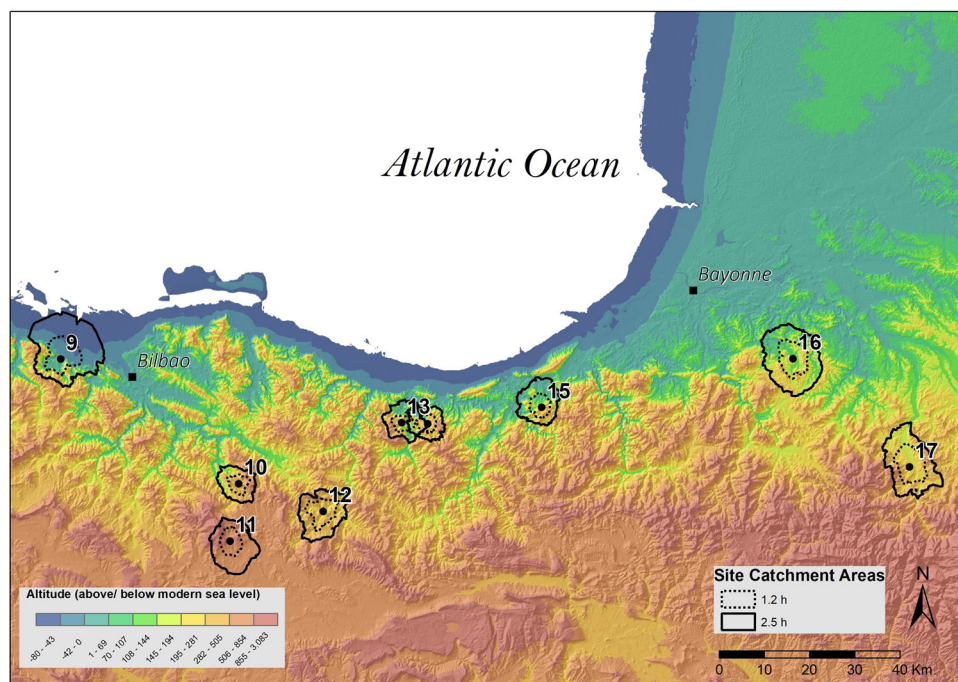 Atlantic Ocean
Bayonne
9
Bilbao
16
15
13
17
10
12
11
Altitude (above/ below modern sea level)
-80 - -43
-42 - 0
1 - 69
70 - 107
108 - 144
145 - 194
195 - 281
282 - 505
506 - 854
855 - 3.083
Site Catchment Areas
1.2 h
2.5 h
N
0 10 20 30 40 Km